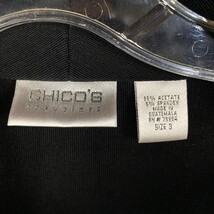 CHICO'S
Travelers
95% ACETATE
5% SPANDEX
MADE IN
GUATEMALA
SIZE 3